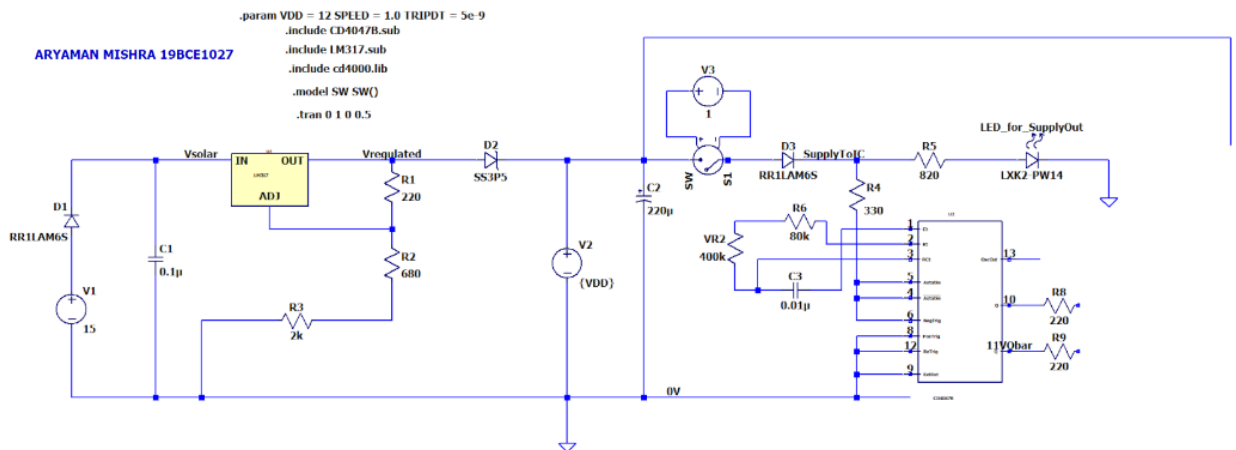 .param VDD = 12 SPEED = 1.0 TRIPDT = 5e-9
.include CD4047B.sub
ARYAMAN MISHRA 19BCE1027
.include LM317.sub
.include cd4000.lib
.model SW SW()
.tran 0 1 0 0.5
V3
1
LED_for_SupplyOut
Vsolar
IN OUT
ADJ
LM317
Vregulated
D2
SS3P5
SW
S1
D3
RR1LAM6S
SupplyToIC
R5
820
LXK2-PW14
R1
220
C2
220µ
R4
330
D1
RR1LAM6S
C1
0.1µ
R2
680
V2
{VDD}
R6
80k
VR2
400k
C3
0.01µ
1
2
3
5
4
6
8
12
9
13
10
11
VQbar
R8
220
R9
220
V1
15
R3
2k
0V
CD4047B